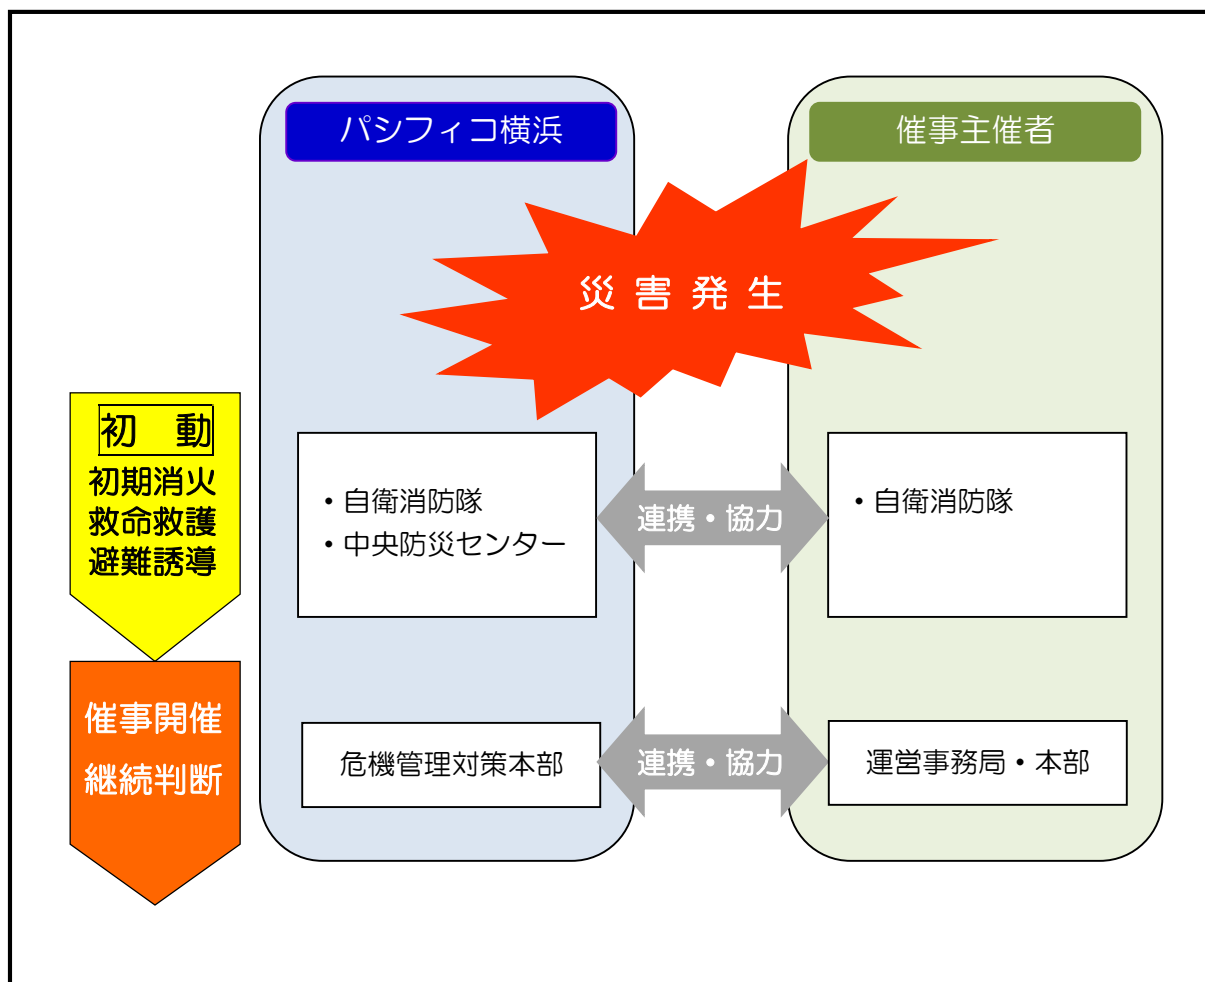 パシフィコ横浜
催事主催者
災害発生
初　動
初期消火
救命救護
避難誘導
・自衛消防隊
・中央防災センター
連携・協力
・自衛消防隊
催事開催
継続判断
危機管理対策本部
連携・協力
運営事務局・本部